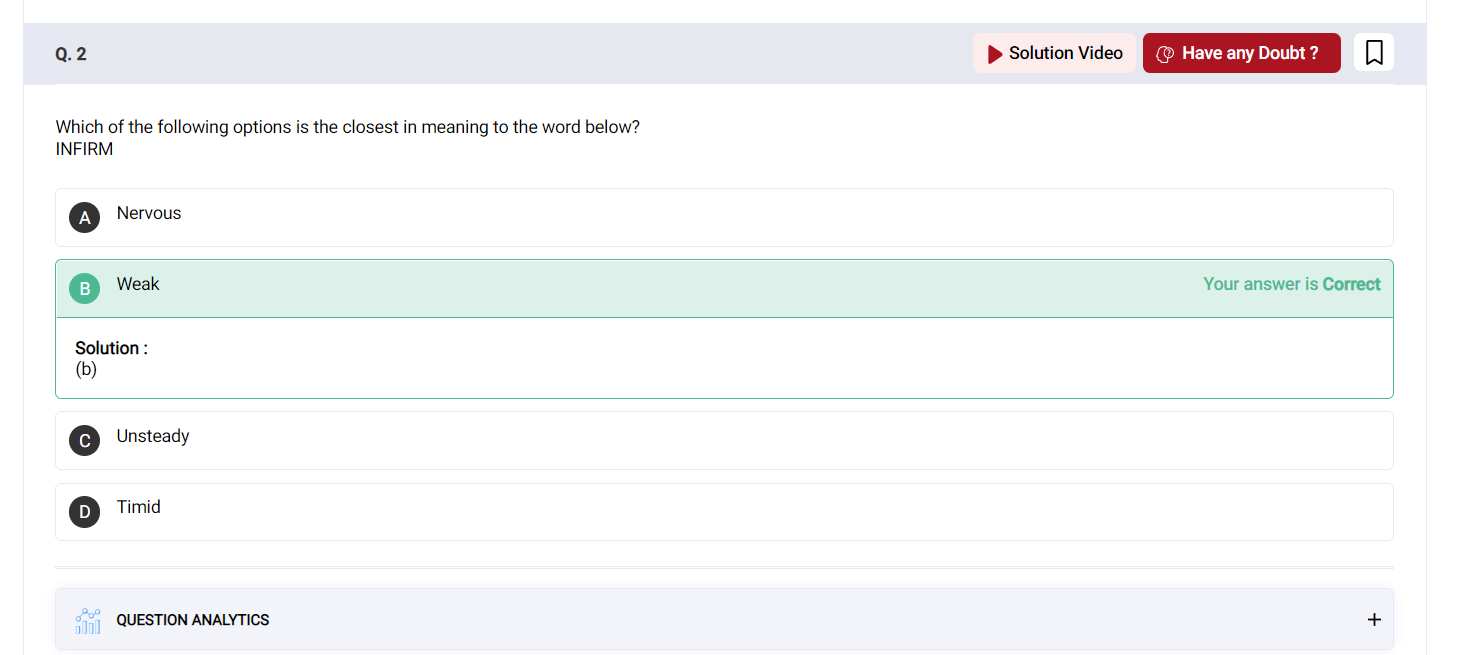 Q. 2
Solution Video
Have any Doubt ?
Which of the following options is the closest in meaning to the word below?
INFIRM
A Nervous
B Weak
Your answer is Correct
Solution :
(b)
C Unsteady
D Timid
QUESTION ANALYTICS
+